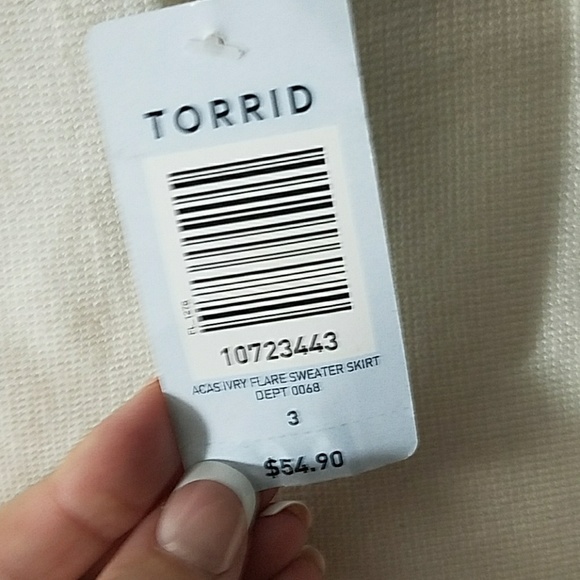 TORRID
10723443
ACAS IVRY FLARE SWEATER SKIRT
DEPT 0068
3
$54.90